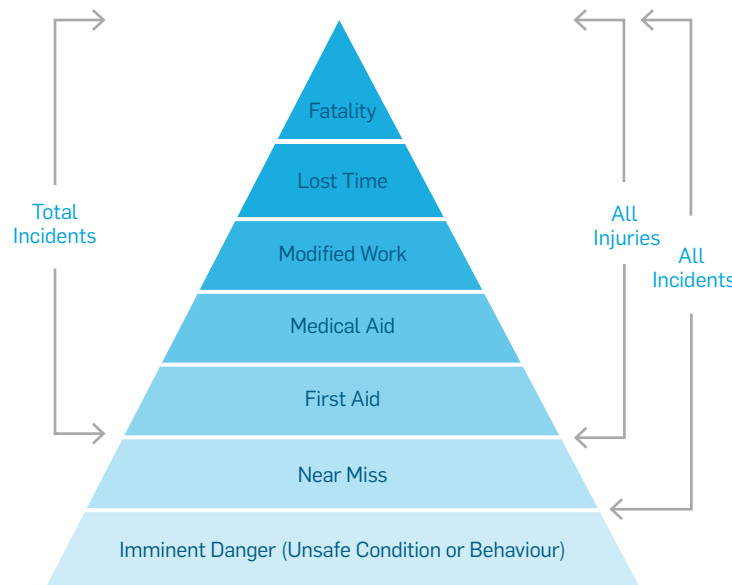 Fatality
Lost Time
Total
Incidents
All
Injuries
Modified Work
All
Incidents
Medical Aid
First Aid
Near Miss
Imminent Danger (Unsafe Condition or Behaviour)